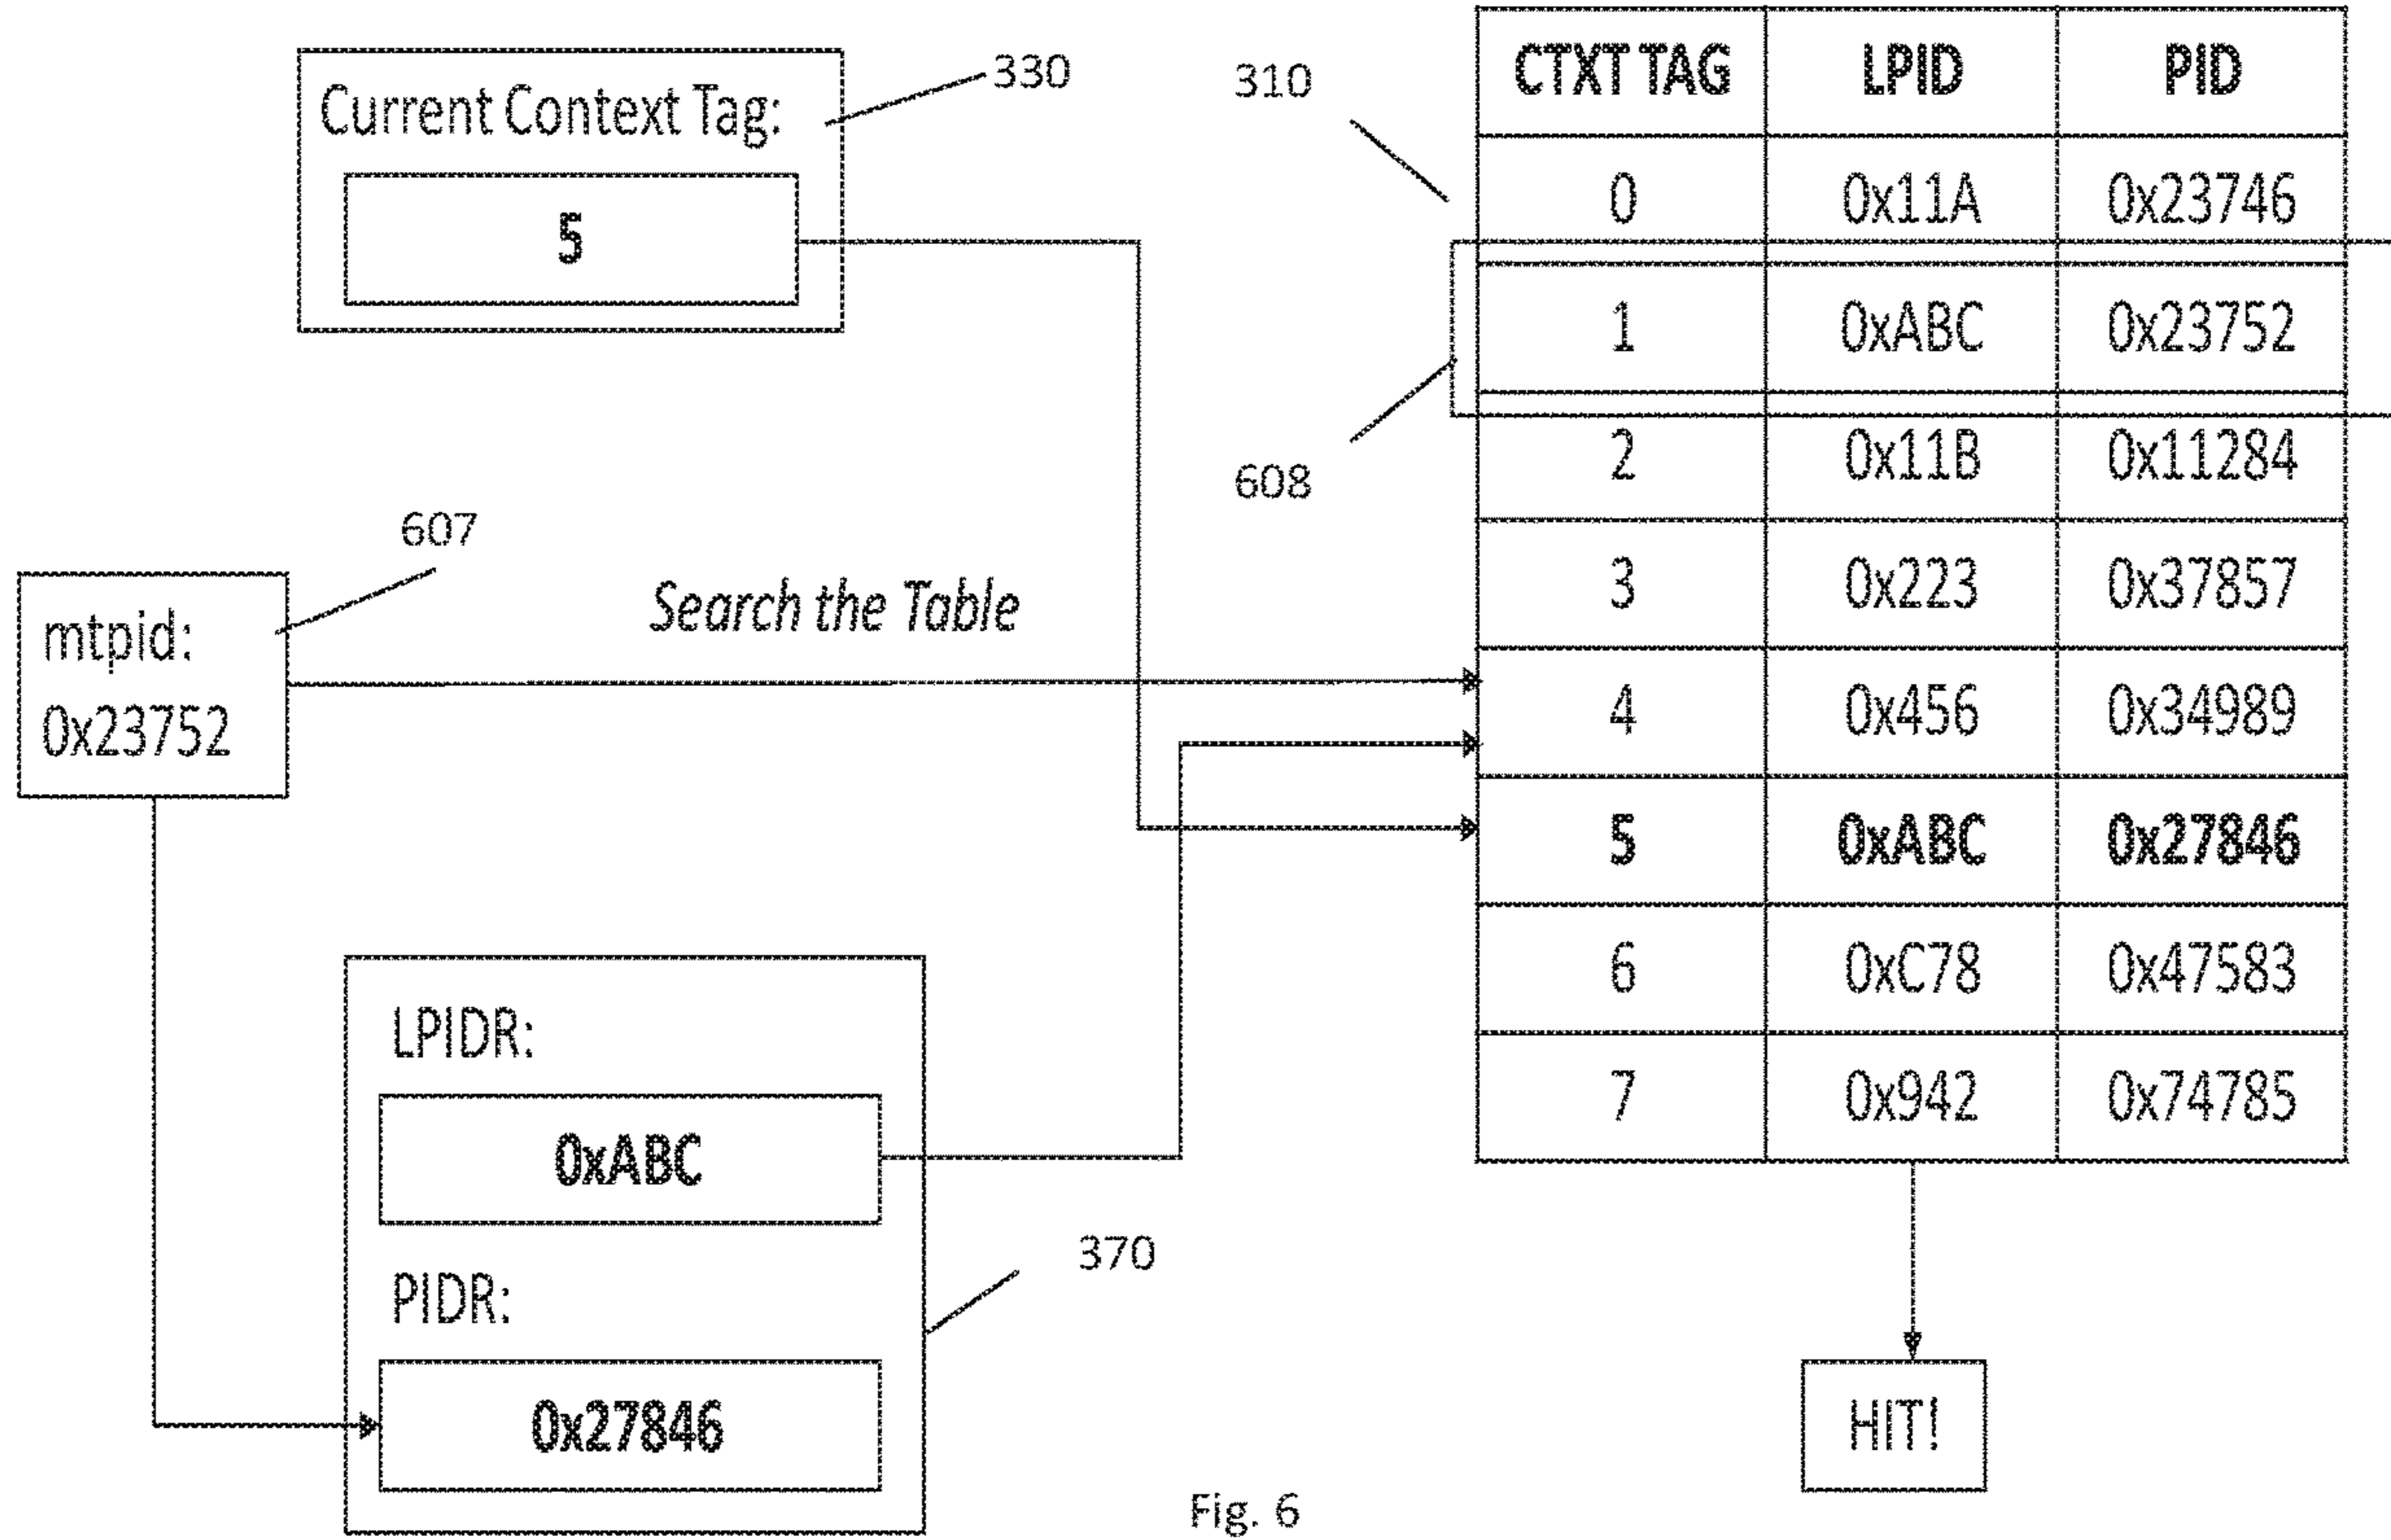 Current Context Tag:
5
330
310
607
mtpid:
0x23752
Search the Table
608
LPIDR:
0xABC
PIDR:
0x27846
370
CTXT TAG LPID PID
0 0x11A 0x23746
1 0xABC 0x23752
2 0x11B 0x11284
3 0x223 0x37857
4 0x456 0x34989
5 0xABC 0x27846
6 0xC78 0x47583
7 0x942 0x74785
HIT!
Fig. 6